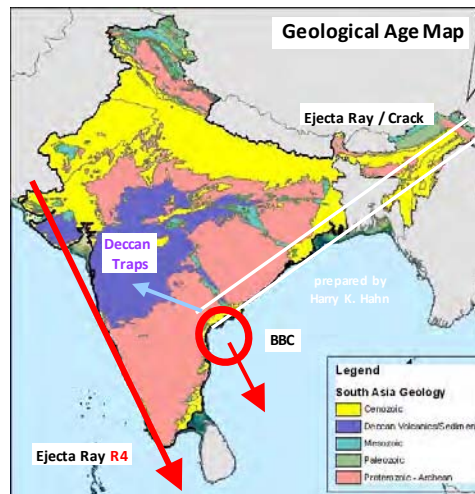 Geological Age Map
Ejecta Ray / Crack
Deccan
Traps
prepared by
Harry K. Hahn
BBC
Ejecta Ray R4
Legend
South Asia Geology
Cenozoic
Deccan Volcanics/Sediment
Mesozoic
Paleozoic
Proterozoic - Archean